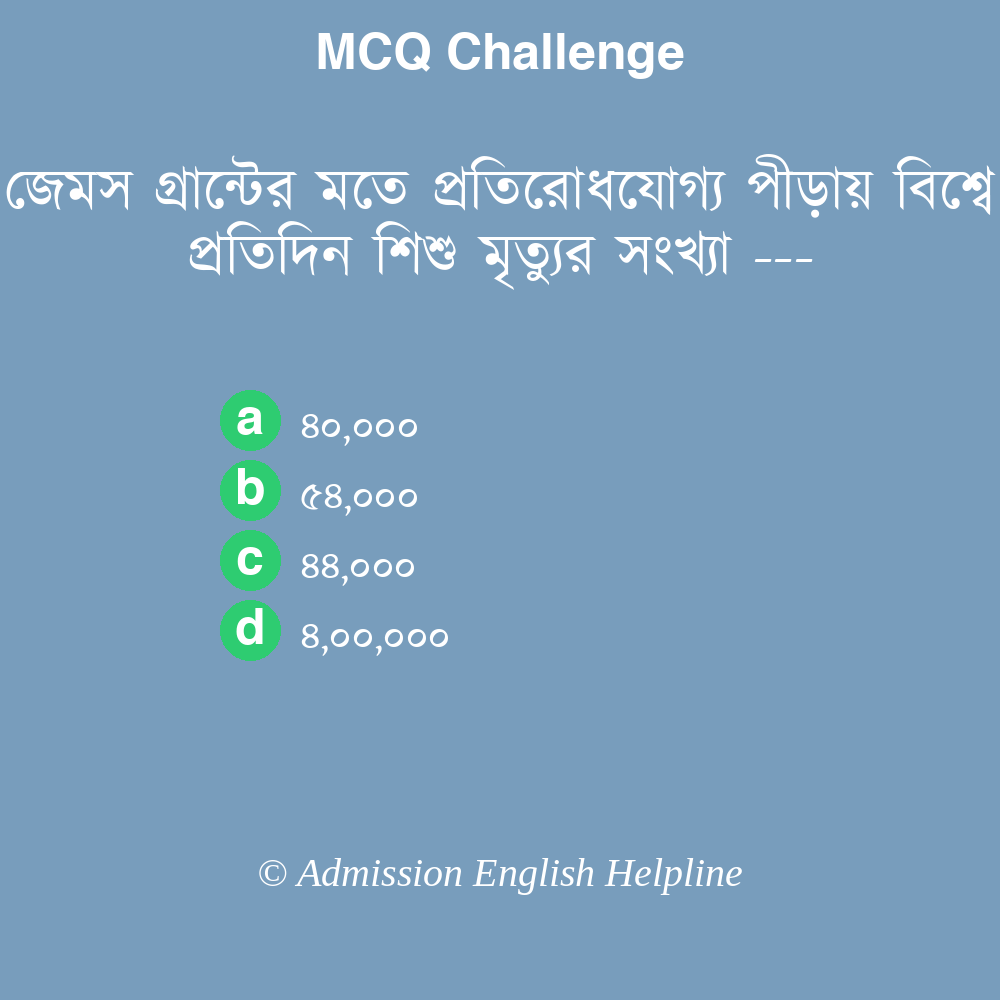 MCQ Challenge
জেমস গ্রান্টের মতে প্রতিরোধযোগ্য পীড়ায় বিশ্বে
প্রতিদিন শিশু মৃত্যুর সংখ্যা ---
a ৪০,০০০
b ৫৪,০০০
c ৪৪,০০০
d ৪,০০,০০০
© Admission English Helpline